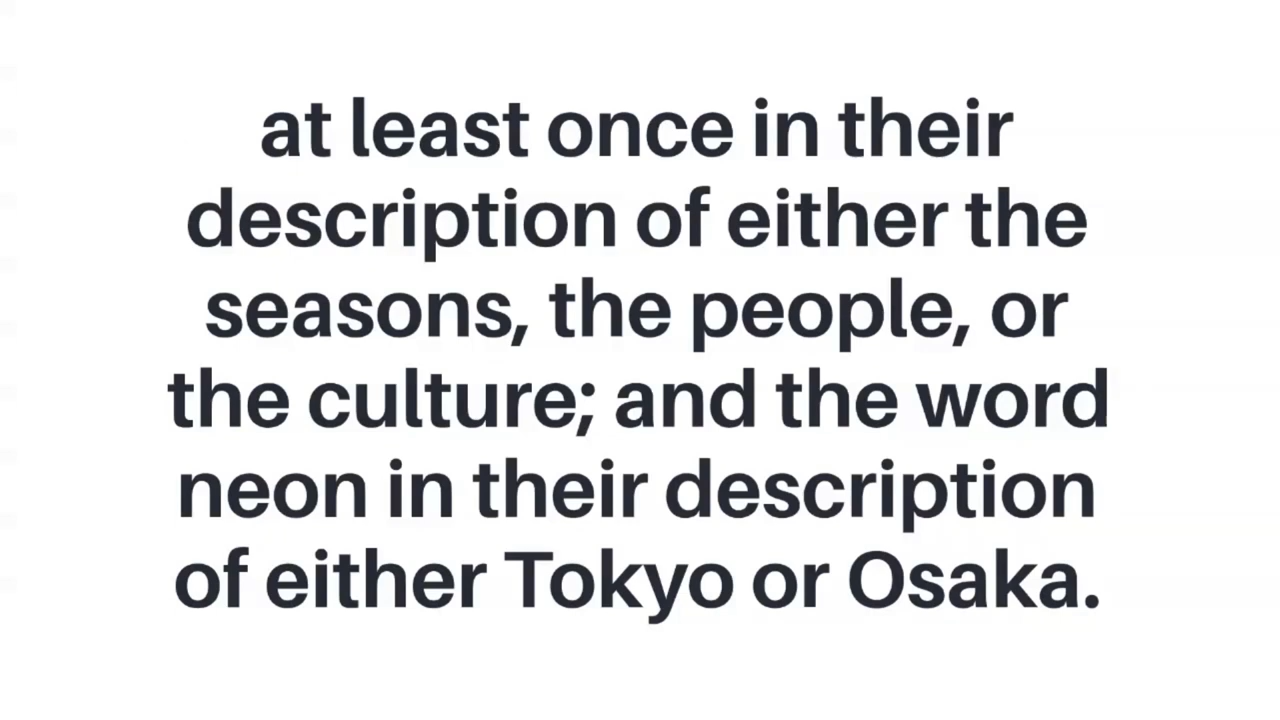 at least once in their
description of either the
seasons, the people, or
the culture; and the word
neon in their description
of either Tokyo or Osaka.